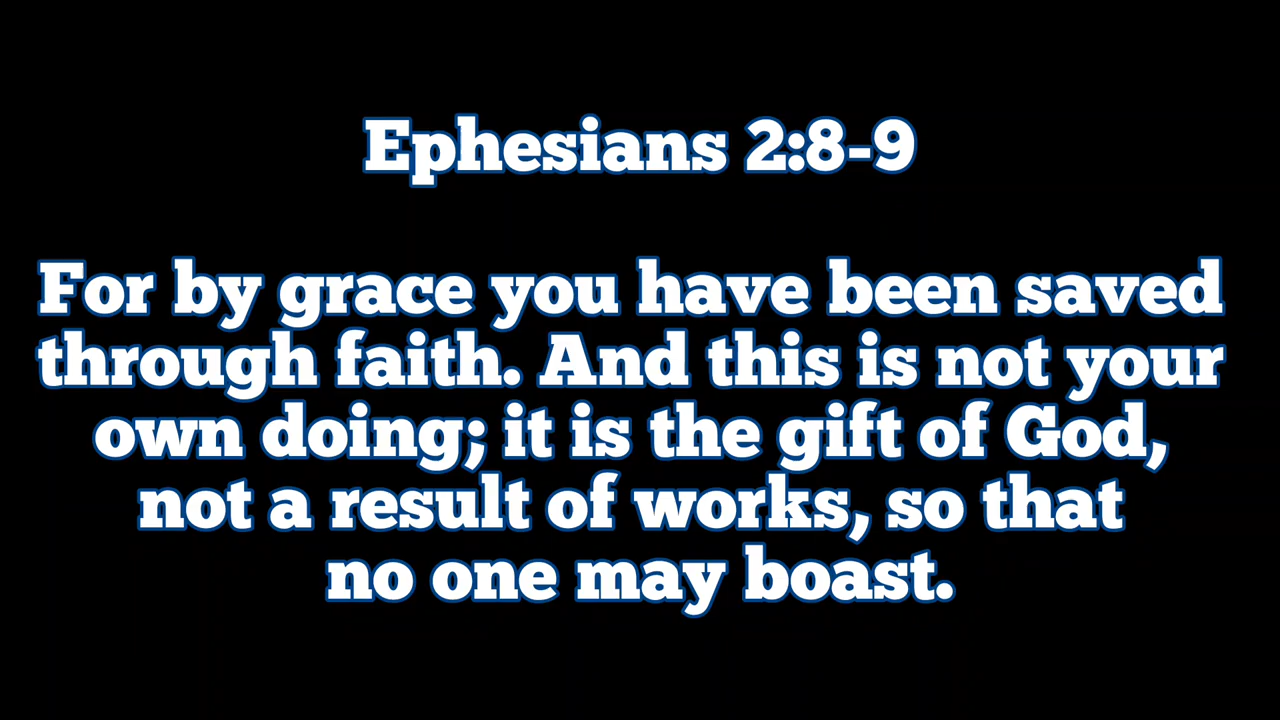 Ephesians 2:8-9
For by grace you have been saved
through faith. And this is not your
own doing; it is the gift of God,
not a result of works, so that
no one may boast.